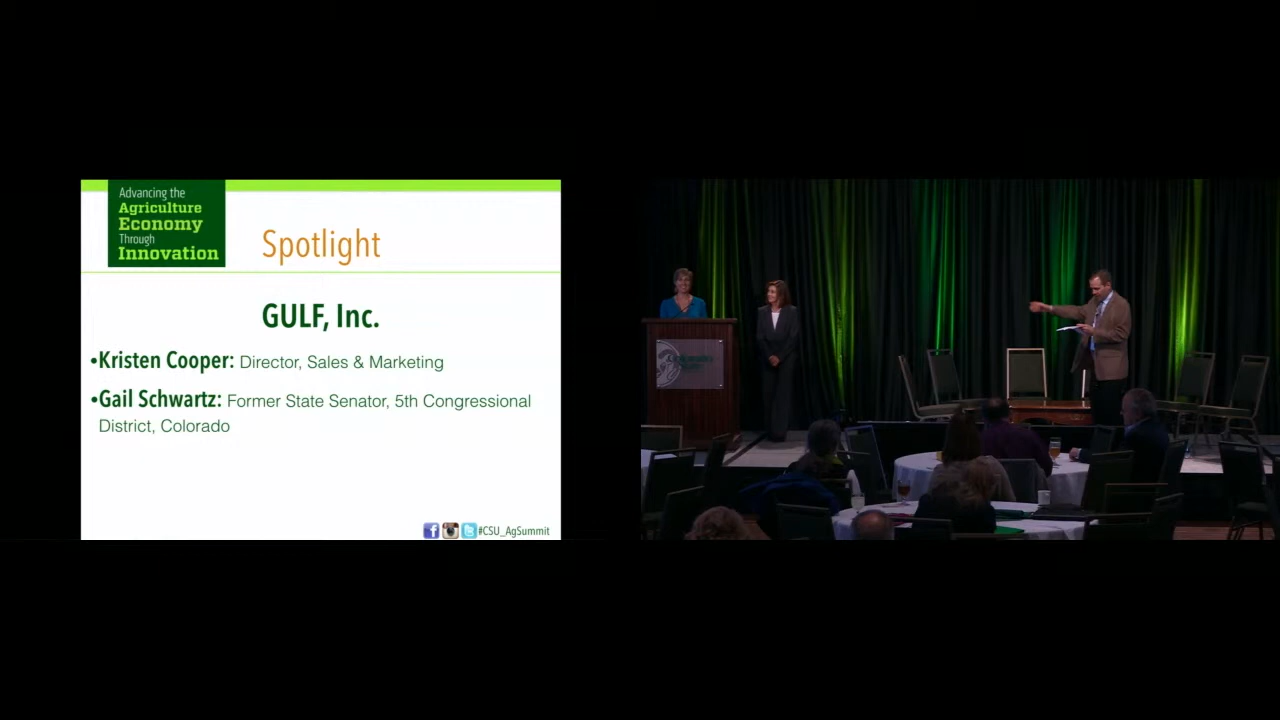 Advancing the
Agriculture
Economy
Through
Innovation
Spotlight
GULF, Inc.
•Kristen Cooper: Director, Sales & Marketing
•Gail Schwartz: Former State Senator, 5th Congressional
District, Colorado
#CSU_AgSummit